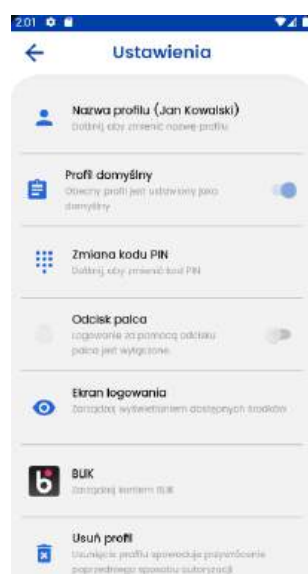 2:01
Ustawienia
Nazwa profilu (Jan Kowalski)
Dotknij aby zmienić nazwę profilu
Profil domyślny
Obecny profil jest ustawiony jako
domyślny
Zmiana kodu PIN
Dotknij aby zmienić kod PIN
Odcisk palca
Logowanie za pomocą odcisku
palca jest wyłączone.
Ekran logowania
Zarządzaj wyświetlaniem dostępnych środków
BLIK
Zarządzaj kontem BLIK
Usuń profil
Usunięcie profilu spowoduje przywrócenie
poprzedniego sposobu autoryzacji